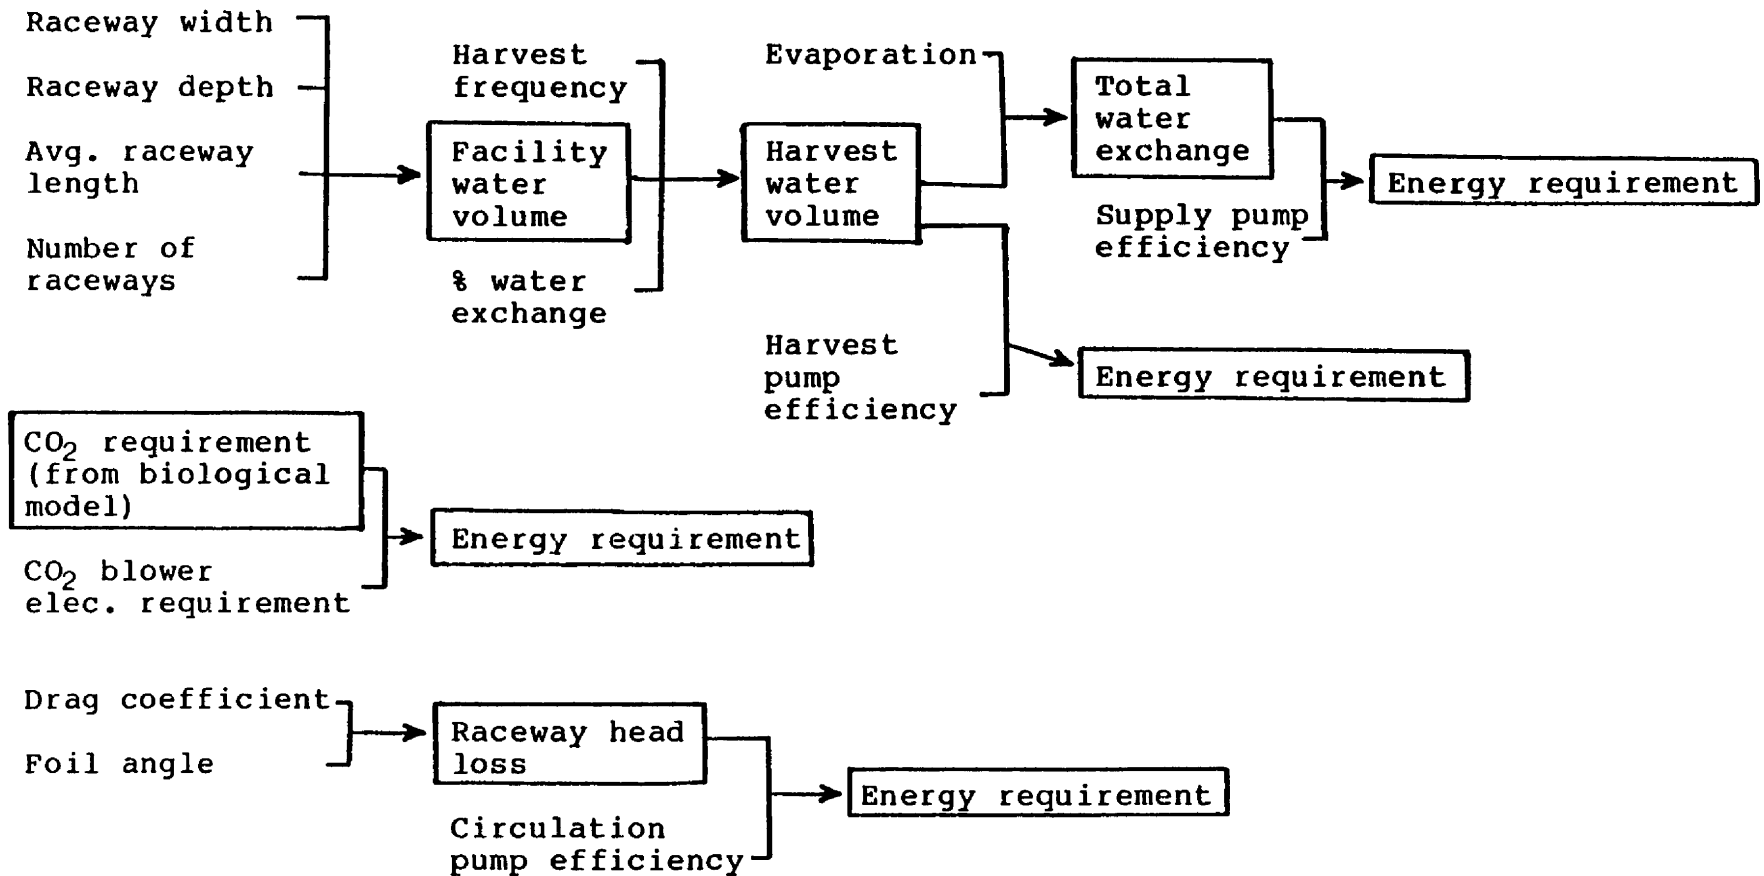 Raceway width
Raceway depth
Avg. raceway
length
Number of
raceways
Harvest
frequency
Facility
water
volume
% water
exchange
Evaporation
Harvest
water
volume
Harvest
pump
efficiency
Total
water
exchange
Supply pump
efficiency
Energy requirement
Energy requirement
CO2 requirement
(from biological
model)
CO2 blower
elec. requirement
Energy requirement
Drag coefficient
Foil angle
Raceway head
loss
Circulation
pump efficiency
Energy requirement